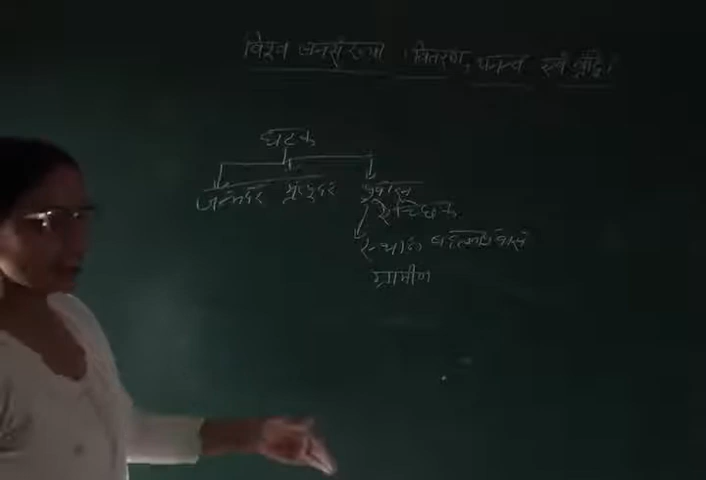 विश्व जनसंख्या वितरण, घनत्व एवं वृद्धि।
घटक
जन्मदर मृत्युदर प्रवास
ऐच्छिक
स्थाई
ग्रामीण